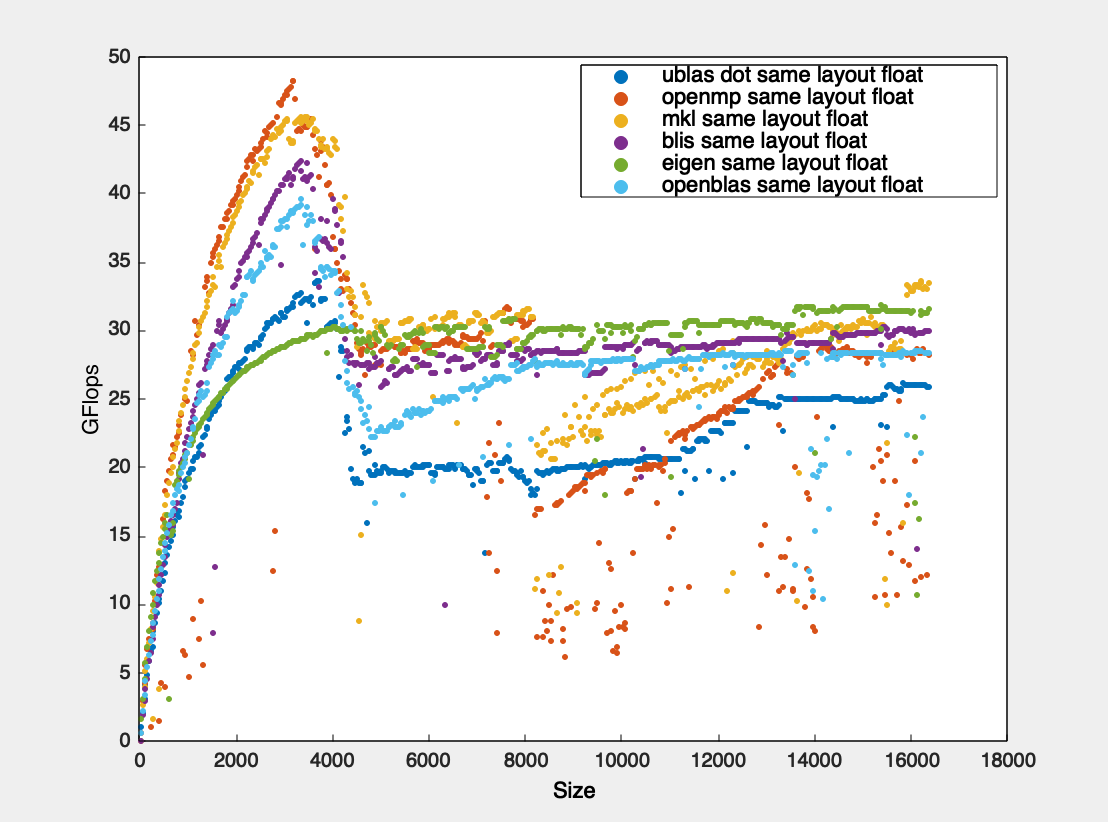 50
45
40
35
30
25
20
15
10
5
0
GFlops
ublas dot same layout float
openmp same layout float
mkl same layout float
blis same layout float
eigen same layout float
openblas same layout float
0 2000 4000 6000 8000 10000 12000 14000 16000 18000
Size